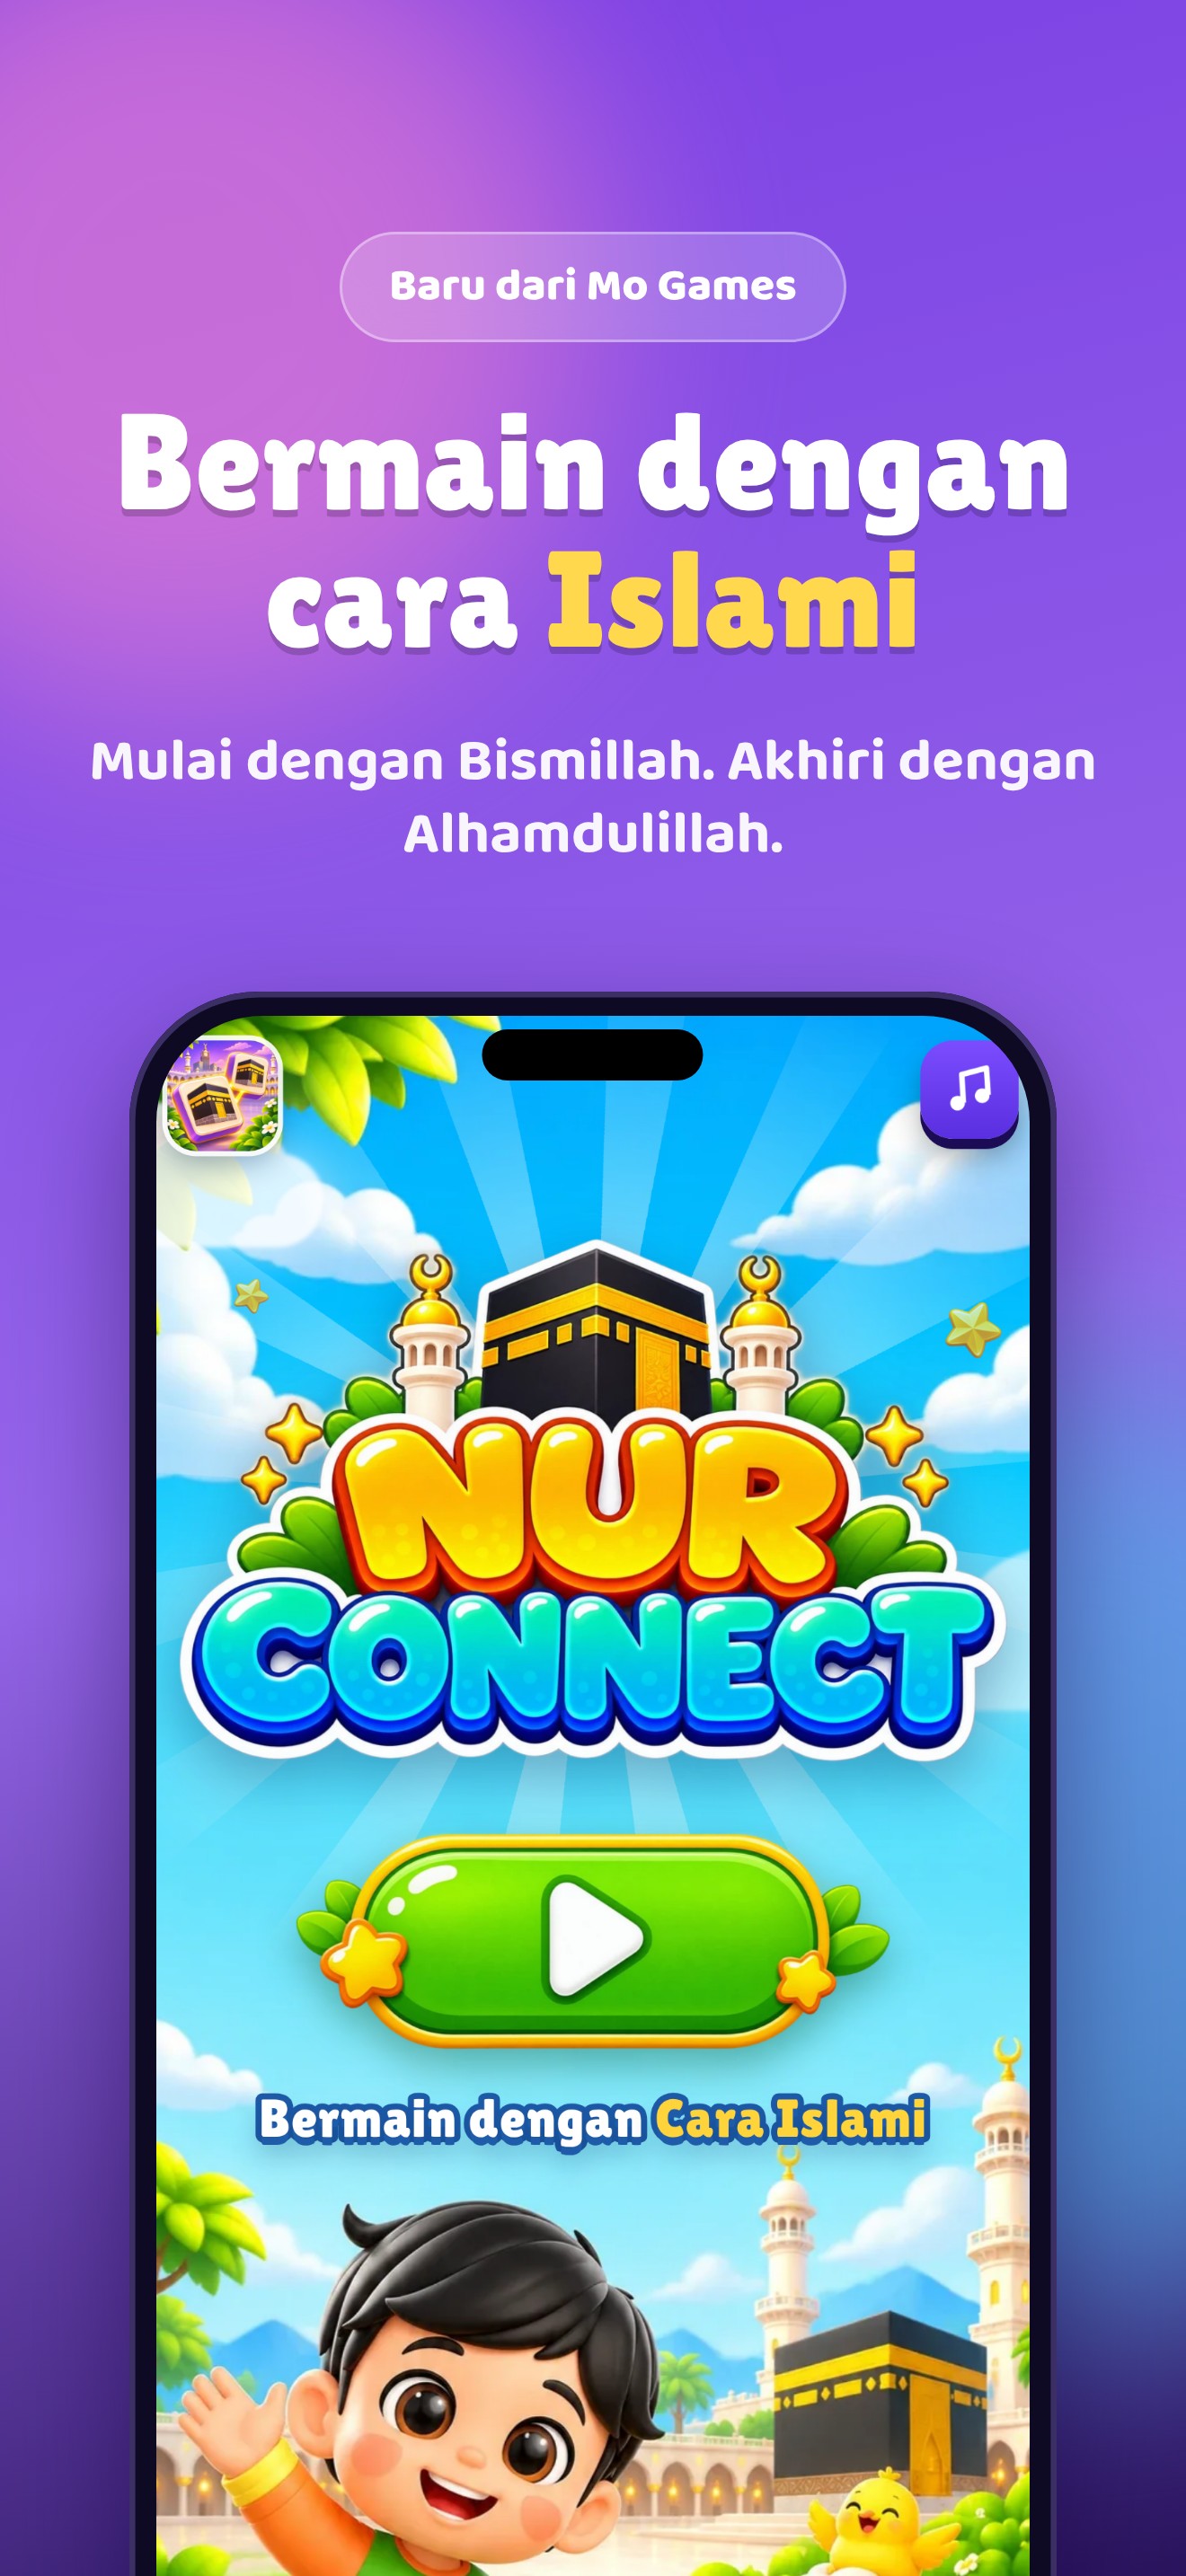 Baru dari Mo Games
Bermain dengan
cara Islami
Mulai dengan Bismillah. Akhiri dengan
Alhamdulillah.
NUR
CONNECT
Bermain dengan Cara Islami